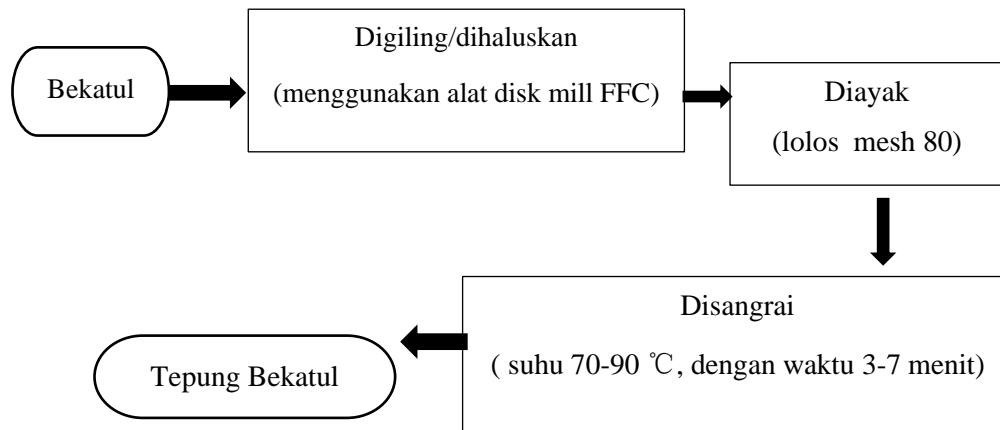 Bekatul
Digiling/dihaluskan
(menggunakan alat disk mill FFC)
Diayak
(lolos mesh 80)
Disangrai
( suhu 70-90 ℃, dengan waktu 3-7 menit)
Tepung Bekatul